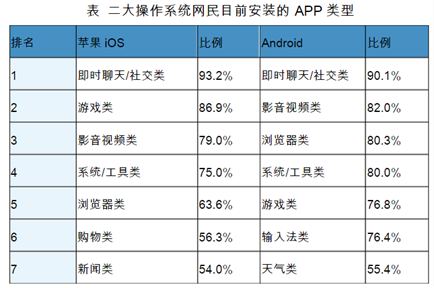 表 二大操作系统网民目前安装的 APP 类型
排名 苹果 iOS 比例 Android 比例
1 即时聊天/社交类 93.2% 即时聊天/社交类 90.1%
2 游戏类 86.9% 影音视频类 82.0%
3 影音视频类 79.0% 浏览器类 80.3%
4 系统/工具类 75.0% 系统/工具类 80.0%
5 浏览器类 63.6% 游戏类 76.8%
6 购物类 56.3% 输入法类 76.4%
7 新闻类 54.0% 天气类 55.4%